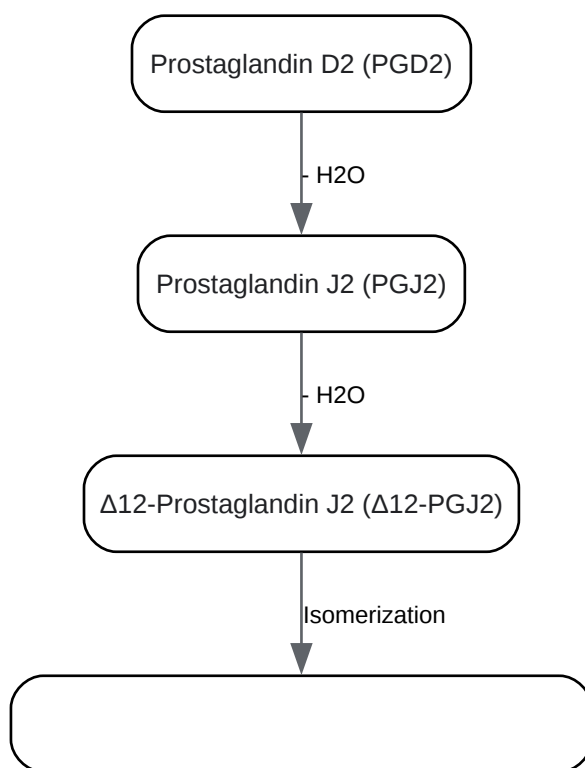 Prostaglandin D2 (PGD2)
- H2O
Prostaglandin J2 (PGJ2)
- H2O
Δ12-Prostaglandin J2 (Δ12-PGJ2)
Isomerization